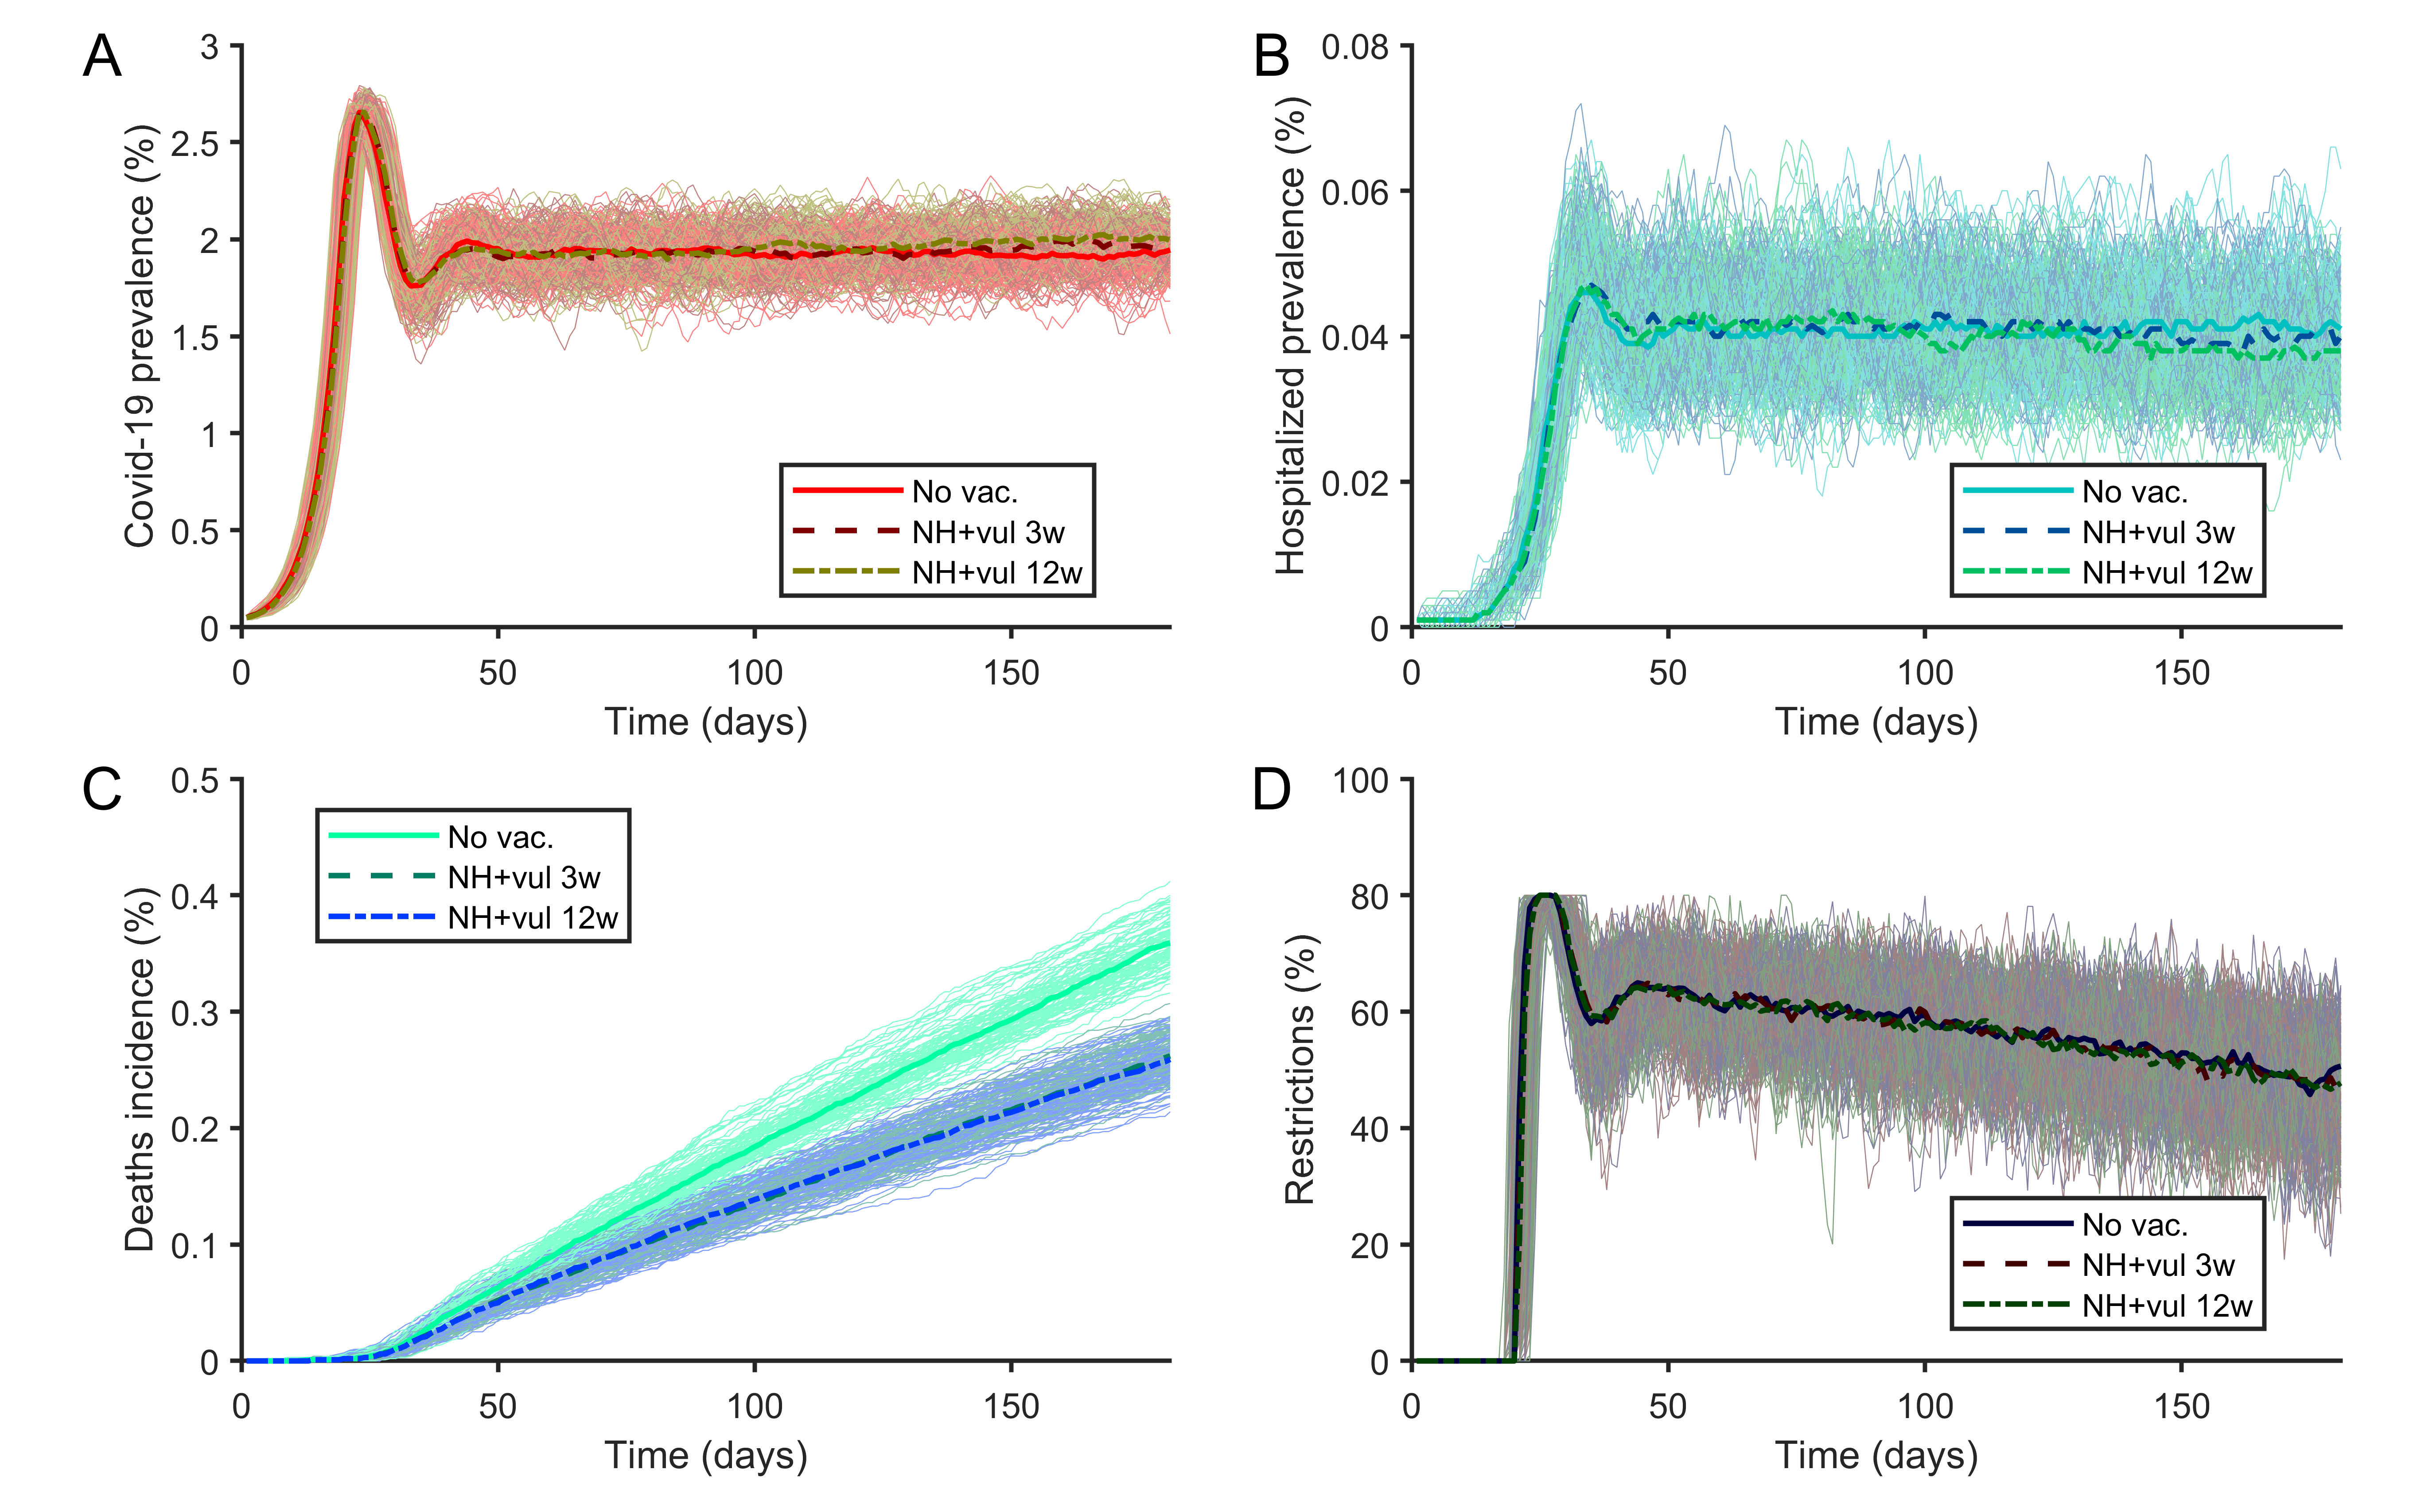 A
Covid-19 prevalence (%)
3
2.5
2
1.5
1
0.5
0
0 50 100 150
Time (days)
No vac.
NH+vul 3w
NH+vul 12w
B
Hospitalized prevalence (%)
0.08
0.06
0.04
0.02
0
0 50 100 150
Time (days)
No vac.
NH+vul 3w
NH+vul 12w
C
Deaths incidence (%)
0.5
0.4
0.3
0.2
0.1
0
0 50 100 150
Time (days)
No vac.
NH+vul 3w
NH+vul 12w
D
Restrictions (%)
100
80
60
40
20
0
0 50 100 150
Time (days)
No vac.
NH+vul 3w
NH+vul 12w